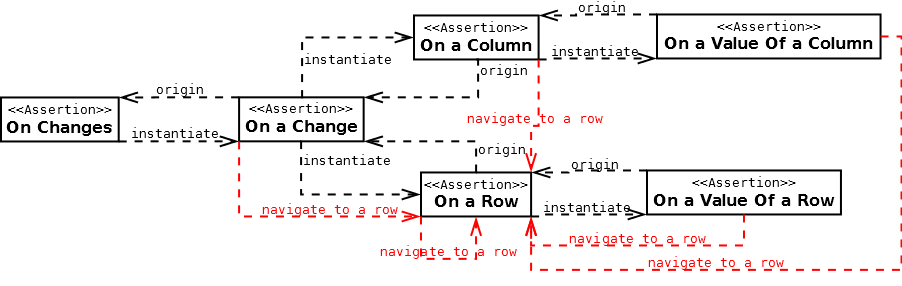 origin
<<Assertion>>
On a Column
<<Assertion>>
On a Value Of a Column
instantiate
instantiate
origin
origin
<<Assertion>>
On Changes
<<Assertion>>
On a Change
instantiate
navigate to a row
origin
instantiate
origin
<<Assertion>>
On a Row
<<Assertion>>
On a Value Of a Row
instantiate
navigate to a row
navigate to a row
navigate to a row
navigate to a row